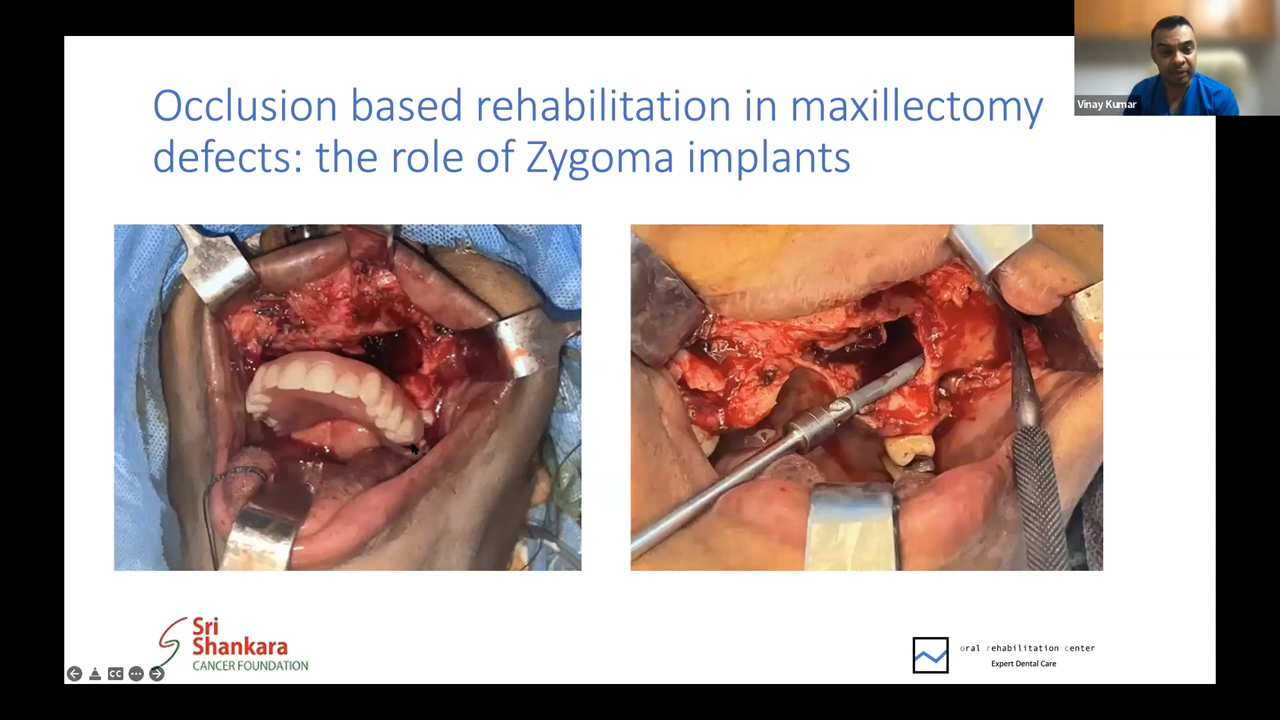 Vinay Kumar
Occlusion based rehabilitation in maxillectomy
defects: the role of Zygoma implants
Sri
Shankara
CANCER FOUNDATION
oral rehabilitation center
Expert Dental Care
CC